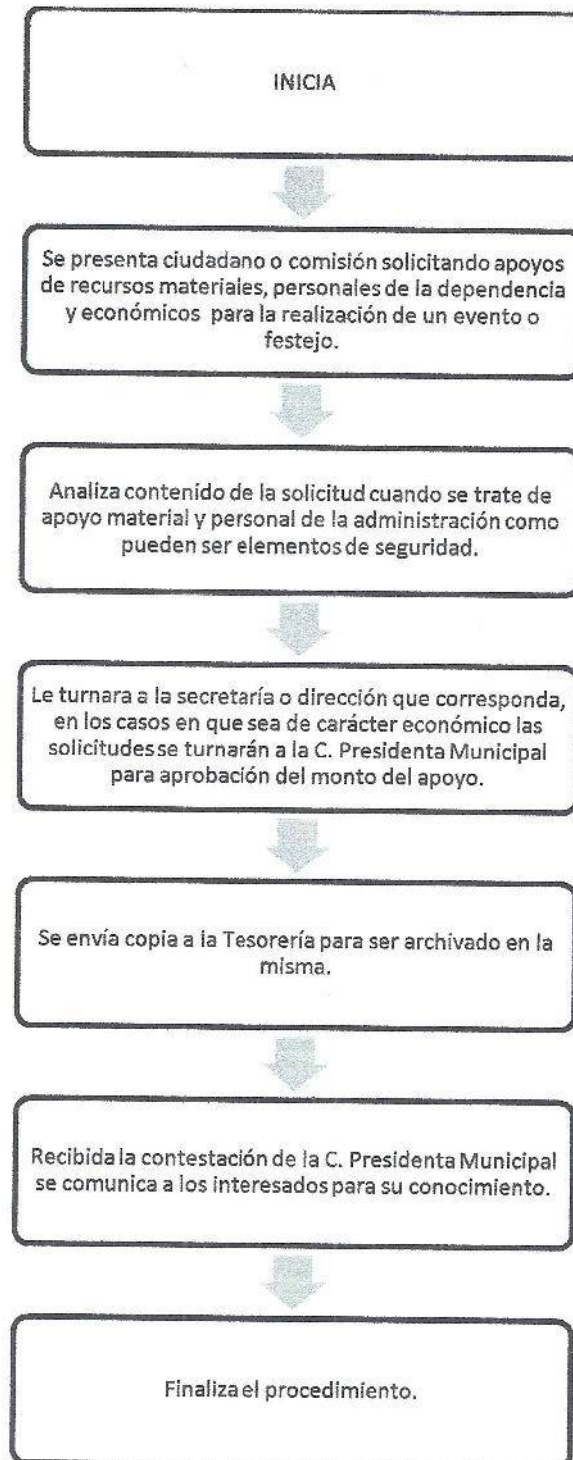 INICIA
Se presenta ciudadano o comisión solicitando apoyos
de recursos materiales, personales de la dependencia
y económicos para la realización de un evento o
festejo.
Analiza contenido de la solicitud cuando se trate de
apoyo material y personal de la administración como
pueden ser elementos de seguridad.
Le turnara a la secretaría o dirección que corresponda,
en los casos en que sea de carácter económico las
solicitudes se turnarán a la C. Presidenta Municipal
para aprobación del monto del apoyo.
Se envía copia a la Tesorería para ser archivado en la
misma.
Recibida la contestación de la C. Presidenta Municipal
se comunica a los interesados para su conocimiento.
Finaliza el procedimiento.